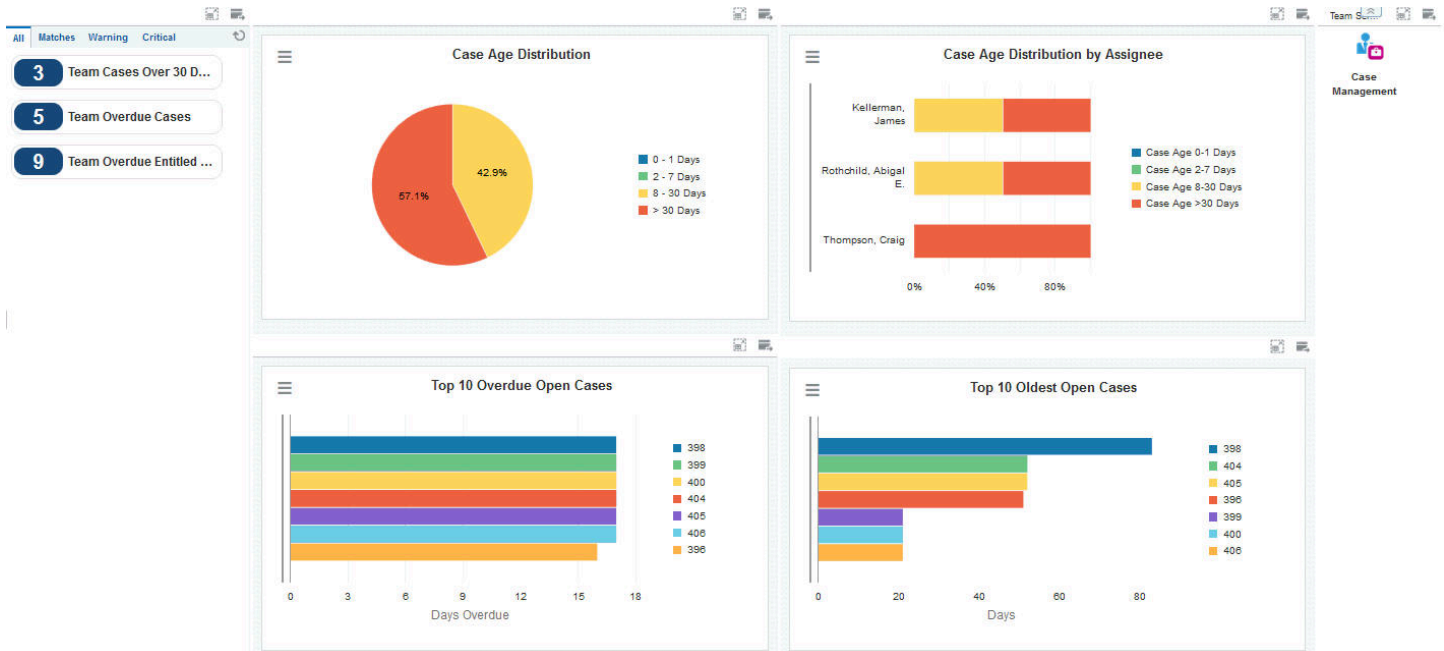 All Matches Warning Critical
3 Team Cases Over 30 D...
5 Team Overdue Cases
9 Team Overdue Entitled ...
Case Age Distribution
42.9%
57.1%
0 - 1 Days
2 - 7 Days
8 - 30 Days
> 30 Days
Case Age Distribution by Assignee
Kellerman,
James
Rothchild, Abigal
E.
Thompson, Craig
0% 40% 80%
Case Age 0-1 Days
Case Age 2-7 Days
Case Age 8-30 Days
Case Age >30 Days
Team
Case
Management
Top 10 Overdue Open Cases
398
399
400
404
405
406
396
0 3 6 9 12 15 18
Days Overdue
Top 10 Oldest Open Cases
398
404
405
396
399
400
406
0 20 40 60 80
Days